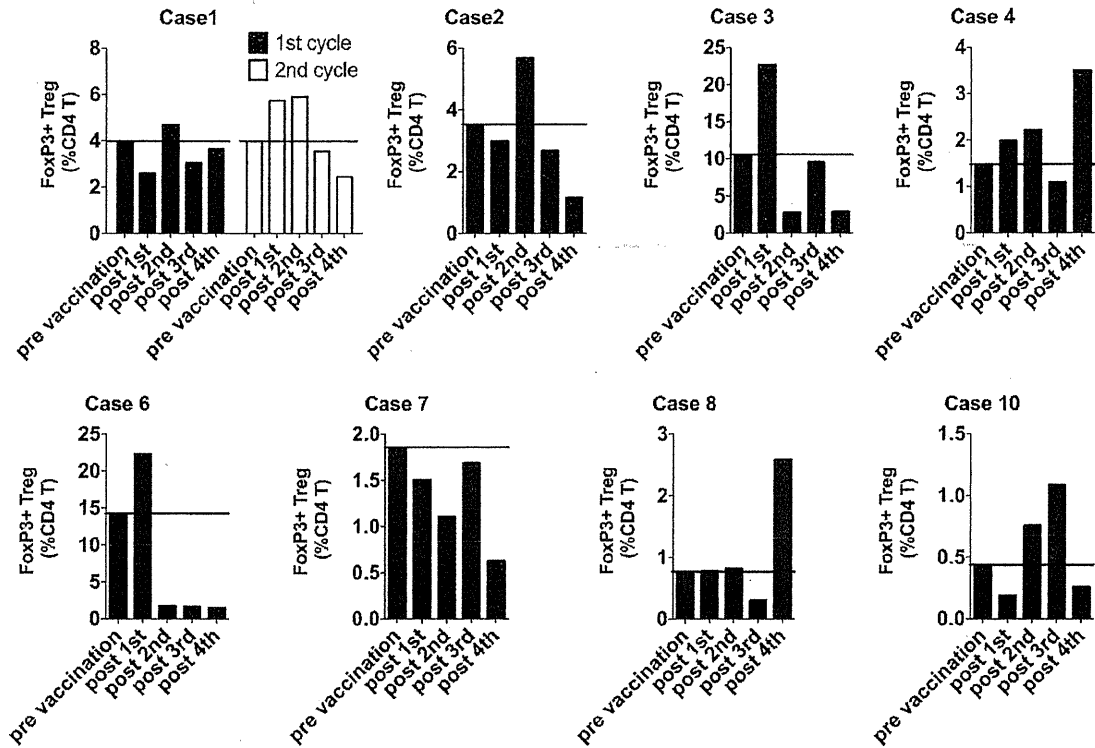 Case1
1st cycle
2nd cycle
FoxP3+ Treg
(%CD4 T)
8
6
4
2
0
pre vaccination
post 1st
post 2nd
post 3rd
post 4th
pre vaccination
post 1st
post 2nd
post 3rd
post 4th
Case2
FoxP3+ Treg
(%CD4 T)
6
4
2
0
pre vaccination
post 1st
post 2nd
post 3rd
post 4th
Case 3
FoxP3+ Treg
(%CD4 T)
25
20
15
10
5
0
pre vaccination
post 1st
post 2nd
post 3rd
post 4th
Case 4
FoxP3+ Treg
(%CD4 T)
4
3
2
1
0
pre vaccination
post 1st
post 2nd
post 3rd
post 4th
Case 6
FoxP3+ Treg
(%CD4 T)
25
20
15
10
5
0
pre vaccination
post 1st
post 2nd
post 3rd
post 4th
Case 7
FoxP3+ Treg
(%CD4 T)
2.0
1.5
1.0
0.5
0.0
pre vaccination
post 1st
post 2nd
post 3rd
post 4th
Case 8
FoxP3+ Treg
(%CD4 T)
3
2
1
0
pre vaccination
post 1st
post 2nd
post 3rd
post 4th
Case 10
FoxP3+ Treg
(%CD4 T)
1.5
1.0
0.5
0.0
pre vaccination
post 1st
post 2nd
post 3rd
post 4th